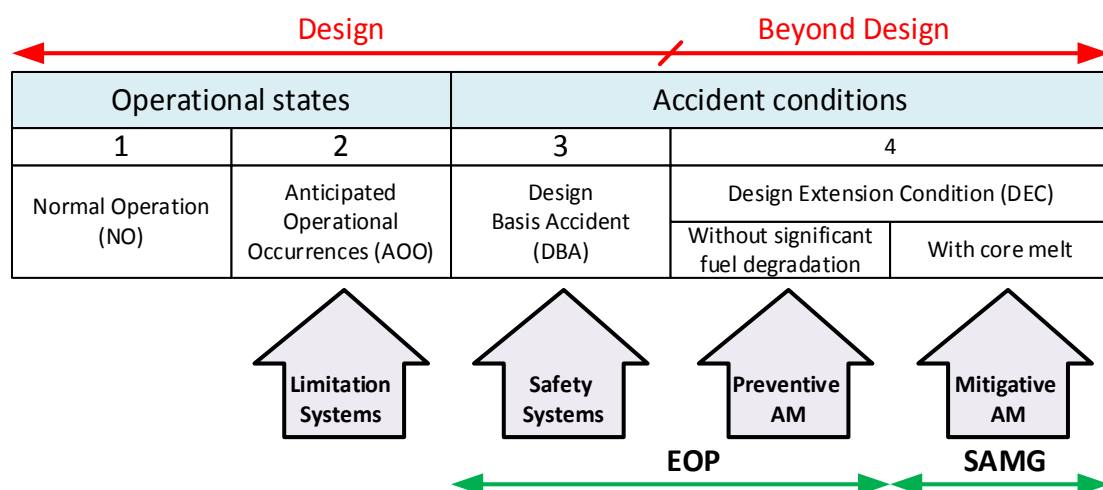 Design
Beyond Design
Operational states
Accident conditions
1
2
3
4
Normal Operation
(NO)
Anticipated
Operational
Occurrences (AOO)
Design
Basis Accident
(DBA)
Design Extension Condition (DEC)
Without significant
fuel degradation
With core melt
Limitation
Systems
Safety
Systems
Preventive
AM
Mitigative
AM
EOP
SAMG